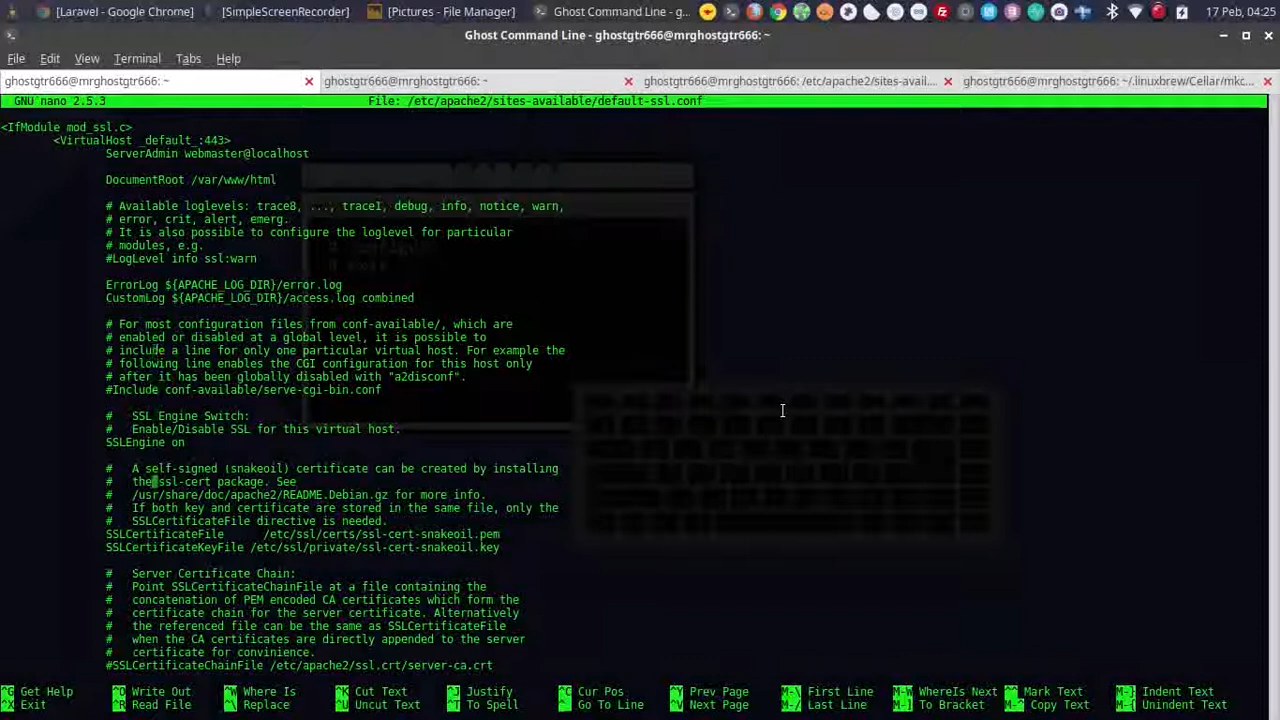 [Laravel - Google Chrome] [SimpleScreenRecorder] [Pictures - File Manager] Ghost Command Line - g... 17 Peb, 04:25
Ghost Command Line - ghostgtr666@mrghostgtr666: ~
File Edit View Terminal Tabs Help
ghostgtr666@mrghostgtr666: ~ ghostgtr666@mrghostgtr666: ~ ghostgtr666@mrghostgtr666: /etc/apache2/sites-avail... ghostgtr666@mrghostgtr666: ~/.linuxbrew/Cellar/mkc...
GNU nano 2.5.3 File: /etc/apache2/sites-available/default-ssl.conf
<IfModule mod_ssl.c>
<VirtualHost _default_:443>
ServerAdmin webmaster@localhost
DocumentRoot /var/www/html
# Available loglevels: trace8, ..., trace1, debug, info, notice, warn,
# error, crit, alert, emerg.
# It is also possible to configure the loglevel for particular
# modules, e.g.
#LogLevel info ssl:warn
ErrorLog ${APACHE_LOG_DIR}/error.log
CustomLog ${APACHE_LOG_DIR}/access.log combined
# For most configuration files from conf-available/, which are
# enabled or disabled at a global level, it is possible to
# include a line for only one particular virtual host. For example the
# following line enables the CGI configuration for this host only
# after it has been globally disabled with "a2disconf".
#Include conf-available/serve-cgi-bin.conf
#   SSL Engine Switch:
#   Enable/Disable SSL for this virtual host.
SSLEngine on
#   A self-signed (snakeoil) certificate can be created by installing
#   the ssl-cert package. See
#   /usr/share/doc/apache2/README.Debian.gz for more info.
#   If both key and certificate are stored in the same file, only the
#   SSLCertificateFile directive is needed.
SSLCertificateFile      /etc/ssl/certs/ssl-cert-snakeoil.pem
SSLCertificateKeyFile /etc/ssl/private/ssl-cert-snakeoil.key
#   Server Certificate Chain:
#   Point SSLCertificateChainFile at a file containing the
#   concatenation of PEM encoded CA certificates which form the
#   certificate chain for the server certificate. Alternatively
#   the referenced file can be the same as SSLCertificateFile
#   when the CA certificates are directly appended to the server
#   certificate for convinience.
#SSLCertificateChainFile /etc/apache2/ssl.crt/server-ca.crt
^G Get Help ^O Write Out ^W Where Is ^K Cut Text ^J Justify ^C Cur Pos ^Y Prev Page M-\ First Line M-W WhereIs Next ^^ Mark Text M-} Indent Text
^X Exit ^R Read File ^\ Replace ^U Uncut Text ^T To Spell ^_ Go To Line ^V Next Page M-/ Last Line M-] To Bracket M-^ Copy Text M-{ Unindent Text